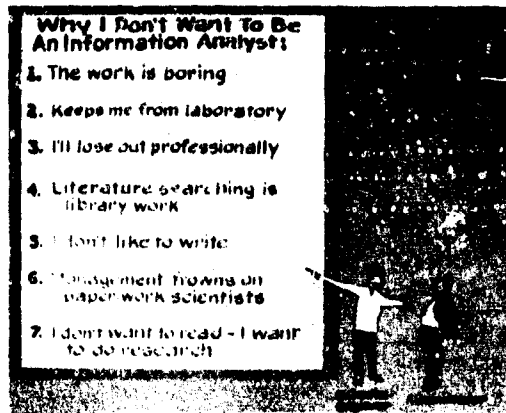 Why I Don't Want To Be
An Information Analyst:
1. The work is boring
2. Keeps me from laboratory
3. I'll lose out professionally
4. Literature searching is
library work
5. I don't like to write
6. Management frowns on
paper work scientists
7. I don't want to read - I want
to do research